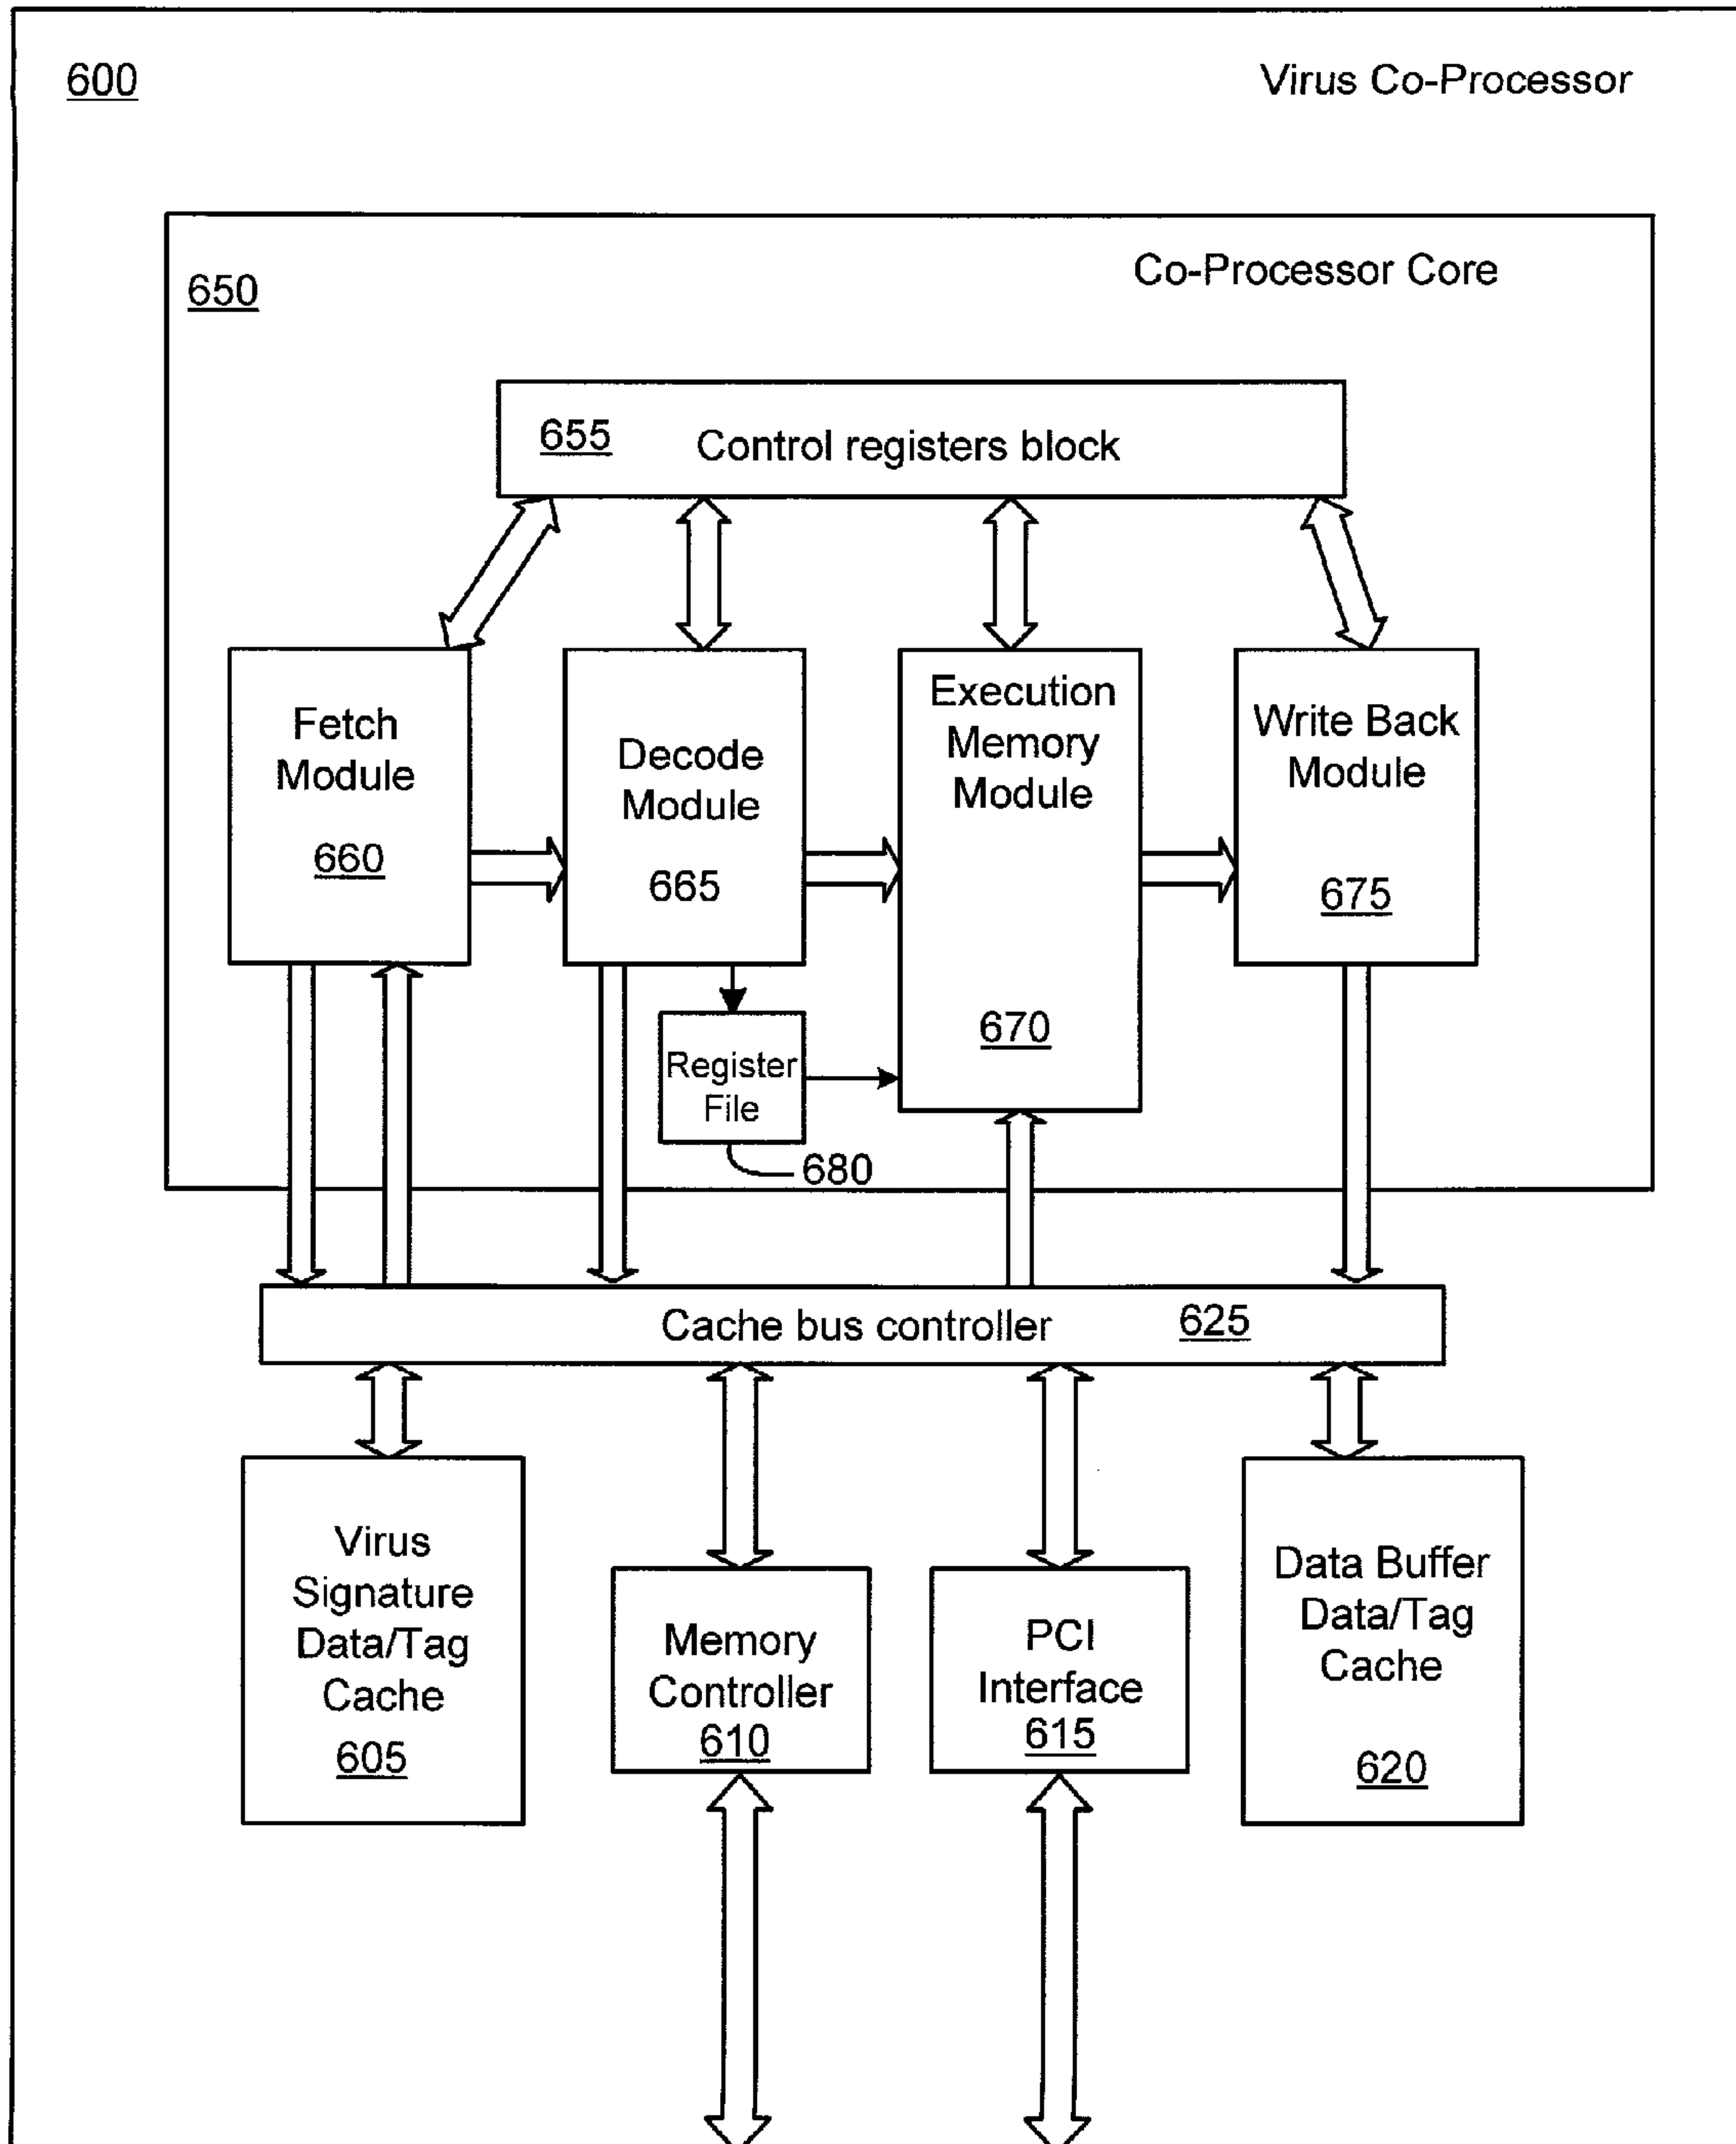 600
Virus Co-Processor
650
Co-Processor Core
655
Control registers block
Fetch
Module
660
Decode
Module
665
Execution
Memory
Module
670
Write Back
Module
675
Register
File
680
Cache bus controller
625
Virus
Signature
Data/Tag
Cache
605
Memory
Controller
610
PCI
Interface
615
Data Buffer
Data/Tag
Cache
620